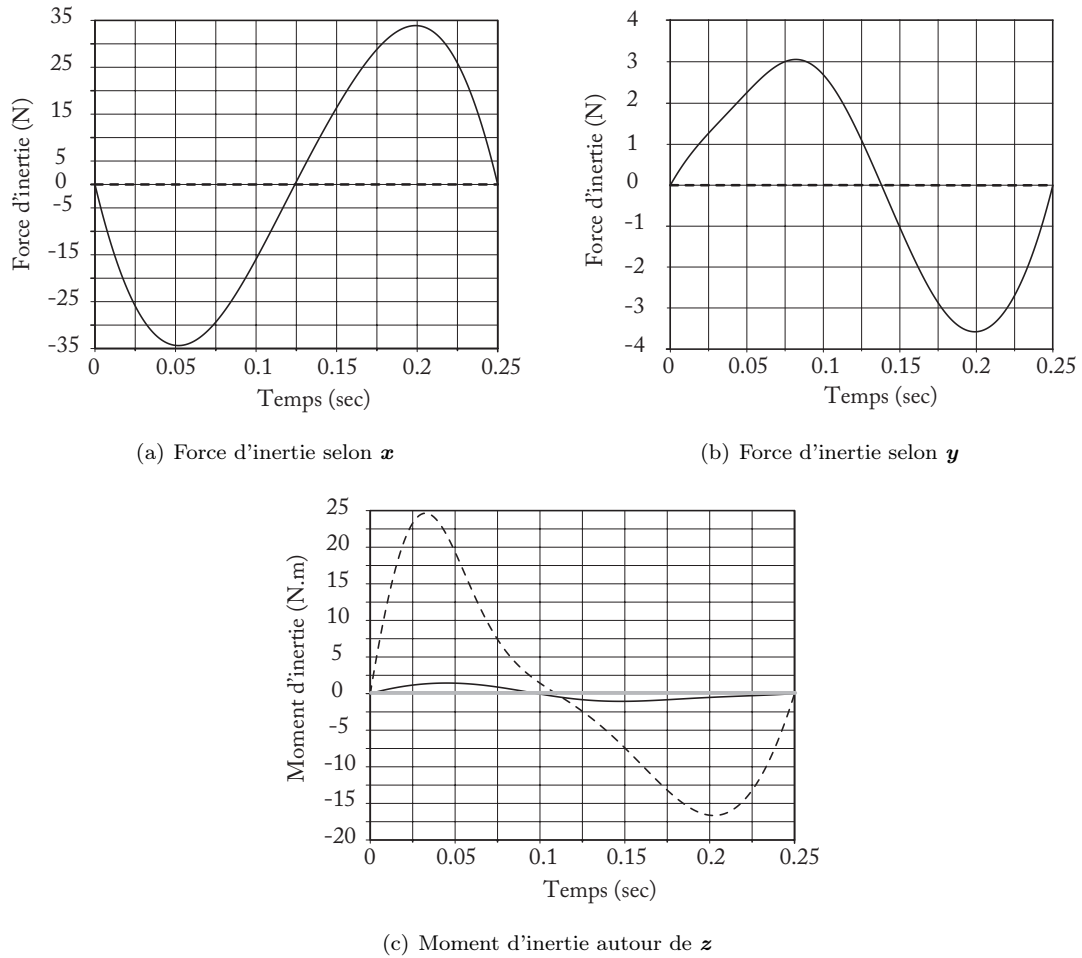 Force d'inertie (N)
35
25
15
5
0
-5
-15
-25
-35
0 0.05 0.1 0.15 0.2 0.25
Temps (sec)
(a) Force d'inertie selon x
Force d'inertie (N)
4
3
2
1
0
-1
-2
-3
-4
0 0.05 0.1 0.15 0.2 0.25
Temps (sec)
(b) Force d'inertie selon y
Moment d'inertie (N.m)
25
20
15
10
5
0
-5
-10
-15
-20
0 0.05 0.1 0.15 0.2 0.25
Temps (sec)
(c) Moment d'inertie autour de z